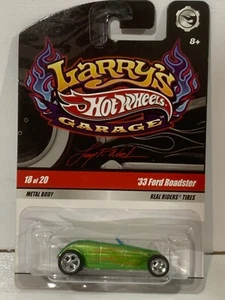 8+
Larry's
Hot Wheels
GARAGE
18 of 20
'33 Ford Roadster
METAL BODY
REAL RIDERS® TIRES